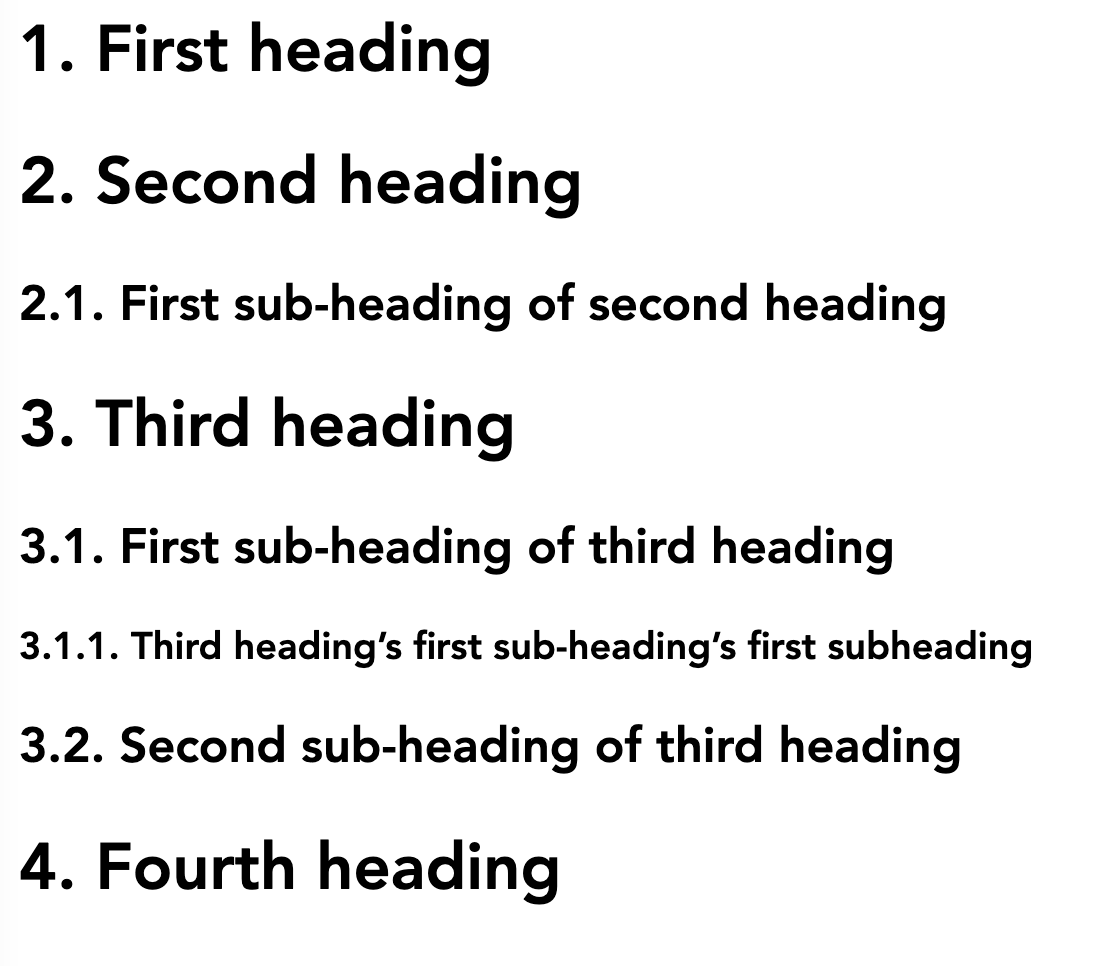 1. First heading
2. Second heading
2.1. First sub-heading of second heading
3. Third heading
3.1. First sub-heading of third heading
3.1.1. Third heading’s first sub-heading’s first subheading
3.2. Second sub-heading of third heading
4. Fourth heading